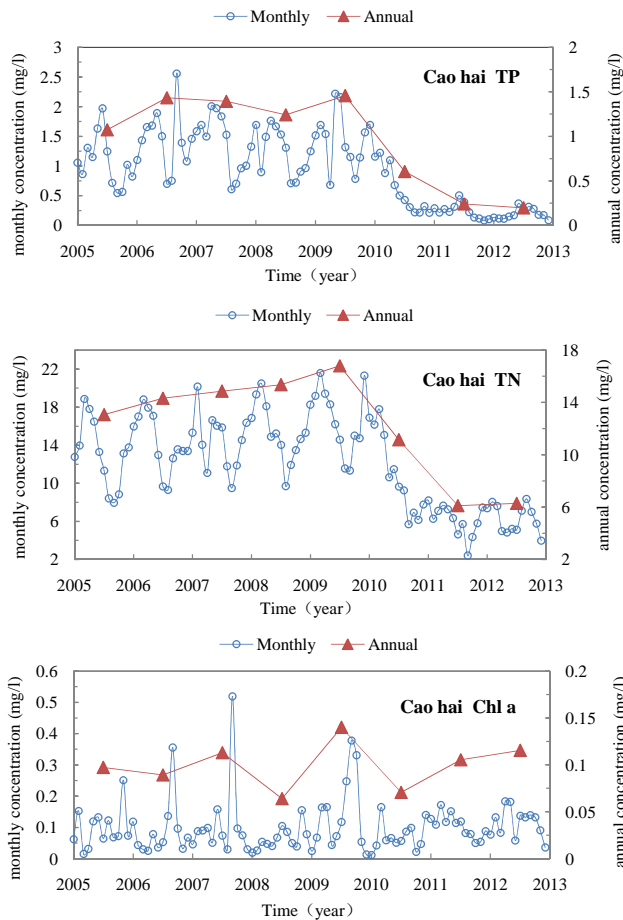 Monthly Annual
Cao hai TP
monthly concentration (mg/l)
3
2.5
2
1.5
1
0.5
0
annual concentration (mg/l)
2
1.5
1
0.5
0
2005 2006 2007 2008 2009 2010 2011 2012 2013
Time（year）
Monthly Annual
Cao hai TN
monthly concentration (mg/l)
22
18
14
10
6
2
annual concentration (mg/l)
18
14
10
6
2
2005 2006 2007 2008 2009 2010 2011 2012 2013
Time（year）
Monthly Annual
Cao hai Chl a
monthly concentration (mg/l)
0.6
0.5
0.4
0.3
0.2
0.1
0
annual concentration (mg/l)
0.2
0.15
0.1
0.05
0
2005 2006 2007 2008 2009 2010 2011 2012 2013
Time（year）